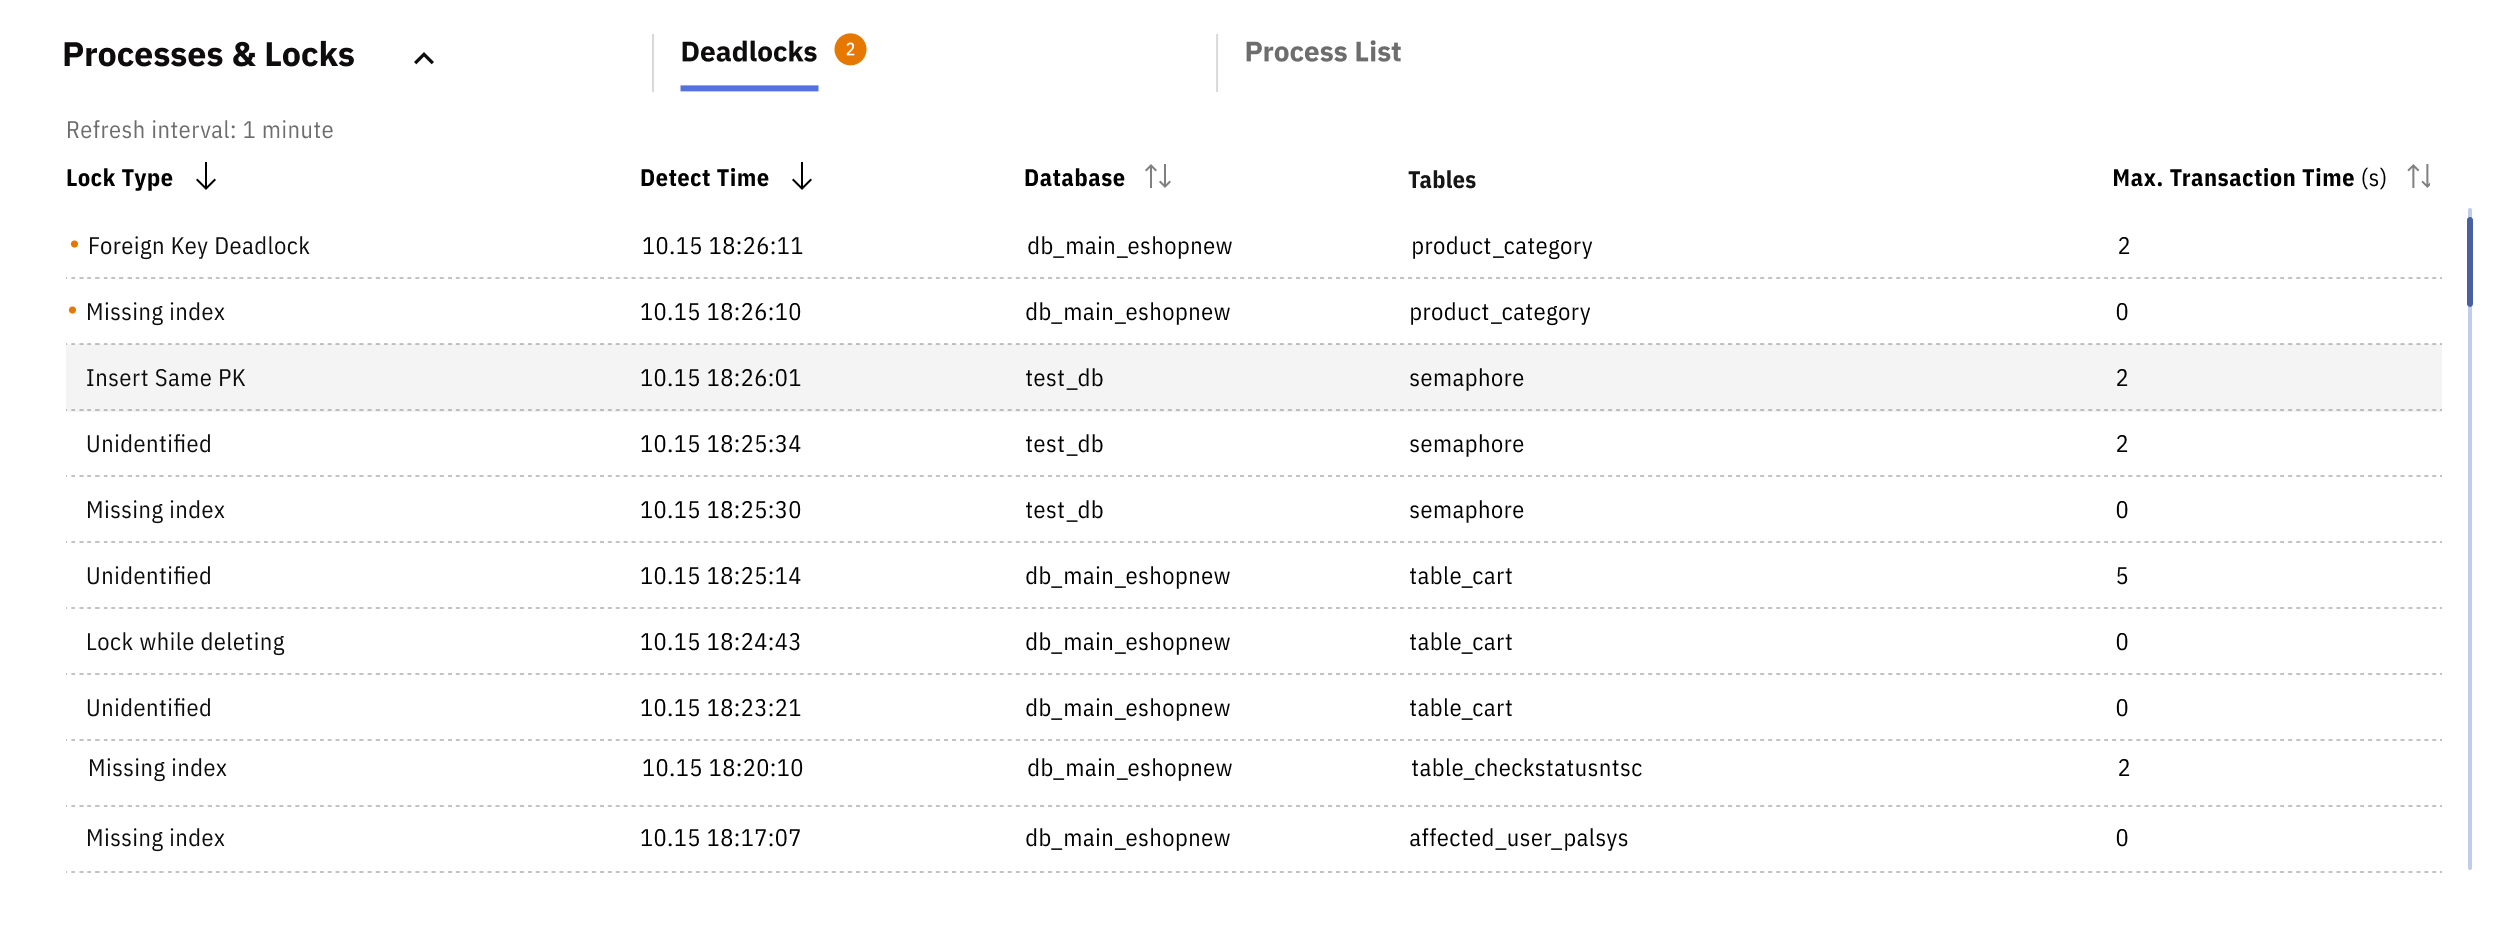 Processes & Locks Deadlocks 2 Process List
Refresh interval: 1 minute
Lock Type Detect Time Database Tables Max. Transaction Time (s)
Foreign Key Deadlock 10.15 18:26:11 db_main_eshopnew product_category 2
Missing index 10.15 18:26:10 db_main_eshopnew product_category 0
Insert Same PK 10.15 18:26:01 test_db semaphore 2
Unidentified 10.15 18:25:34 test_db semaphore 2
Missing index 10.15 18:25:30 test_db semaphore 0
Unidentified 10.15 18:25:14 db_main_eshopnew table_cart 5
Lock while deleting 10.15 18:24:43 db_main_eshopnew table_cart 0
Unidentified 10.15 18:23:21 db_main_eshopnew table_cart 0
Missing index 10.15 18:20:10 db_main_eshopnew table_checkstatusntsc 2
Missing index 10.15 18:17:07 db_main_eshopnew affected_user_palsys 0